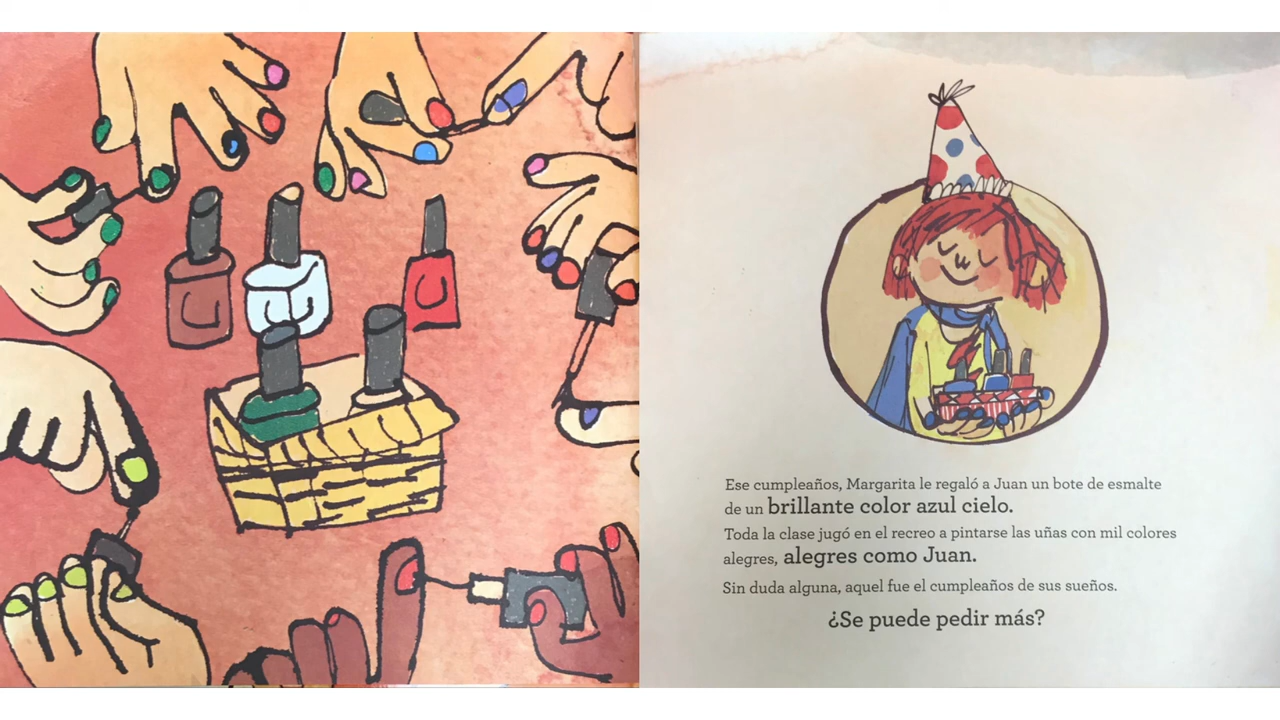 Ese cumpleaños, Margarita le regaló a Juan un bote de esmalte
de un brillante color azul cielo.
Toda la clase jugó en el recreo a pintarse las uñas con mil colores
alegres, alegres como Juan.
Sin duda alguna, aquel fue el cumpleaños de sus sueños.
¿Se puede pedir más?